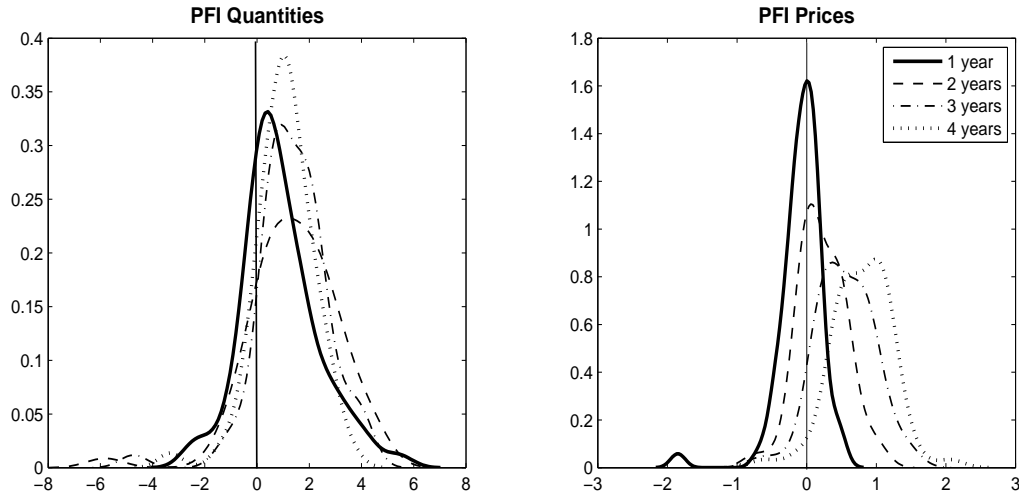 PFI Quantities
0.4
0.35
0.3
0.25
0.2
0.15
0.1
0.05
0
−8 −6 −4 −2 0 2 4 6 8
PFI Prices
1.8
1.6
1.4
1.2
1
0.8
0.6
0.4
0.2
0
−3 −2 −1 0 1 2 3
1 year
2 years
3 years
4 years